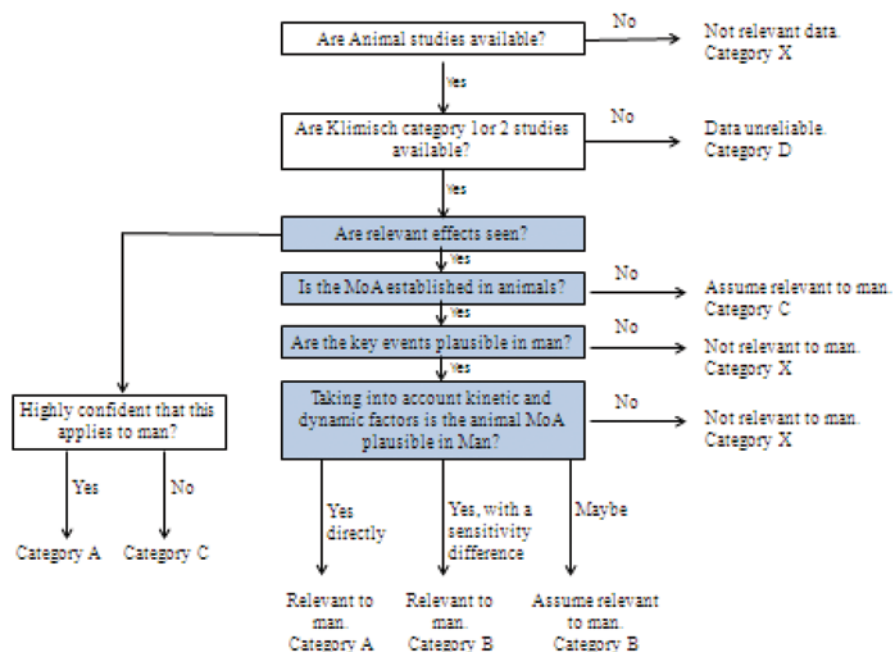 Are Animal studies available?
No
Not relevant data.
Category X
Yes
Are Klimisch category 1or 2 studies
available?
No
Data unreliable.
Category D
Yes
Are relevant effects seen?
Yes
Is the MoA established in animals?
No
Assume relevant to man.
Category C
Yes
Are the key events plausible in man?
No
Not relevant to man.
Category X
Yes
Taking into account kinetic and
dynamic factors is the animal MoA
plausible in Man?
No
Not relevant to man.
Category X
Highly confident that this
applies to man?
Yes
No
Category A
Category C
Yes
directly
Yes, with a
sensitivity
difference
Maybe
Relevant to
man.
Category A
Relevant to
man.
Category B
Assume relevant
to man.
Category B